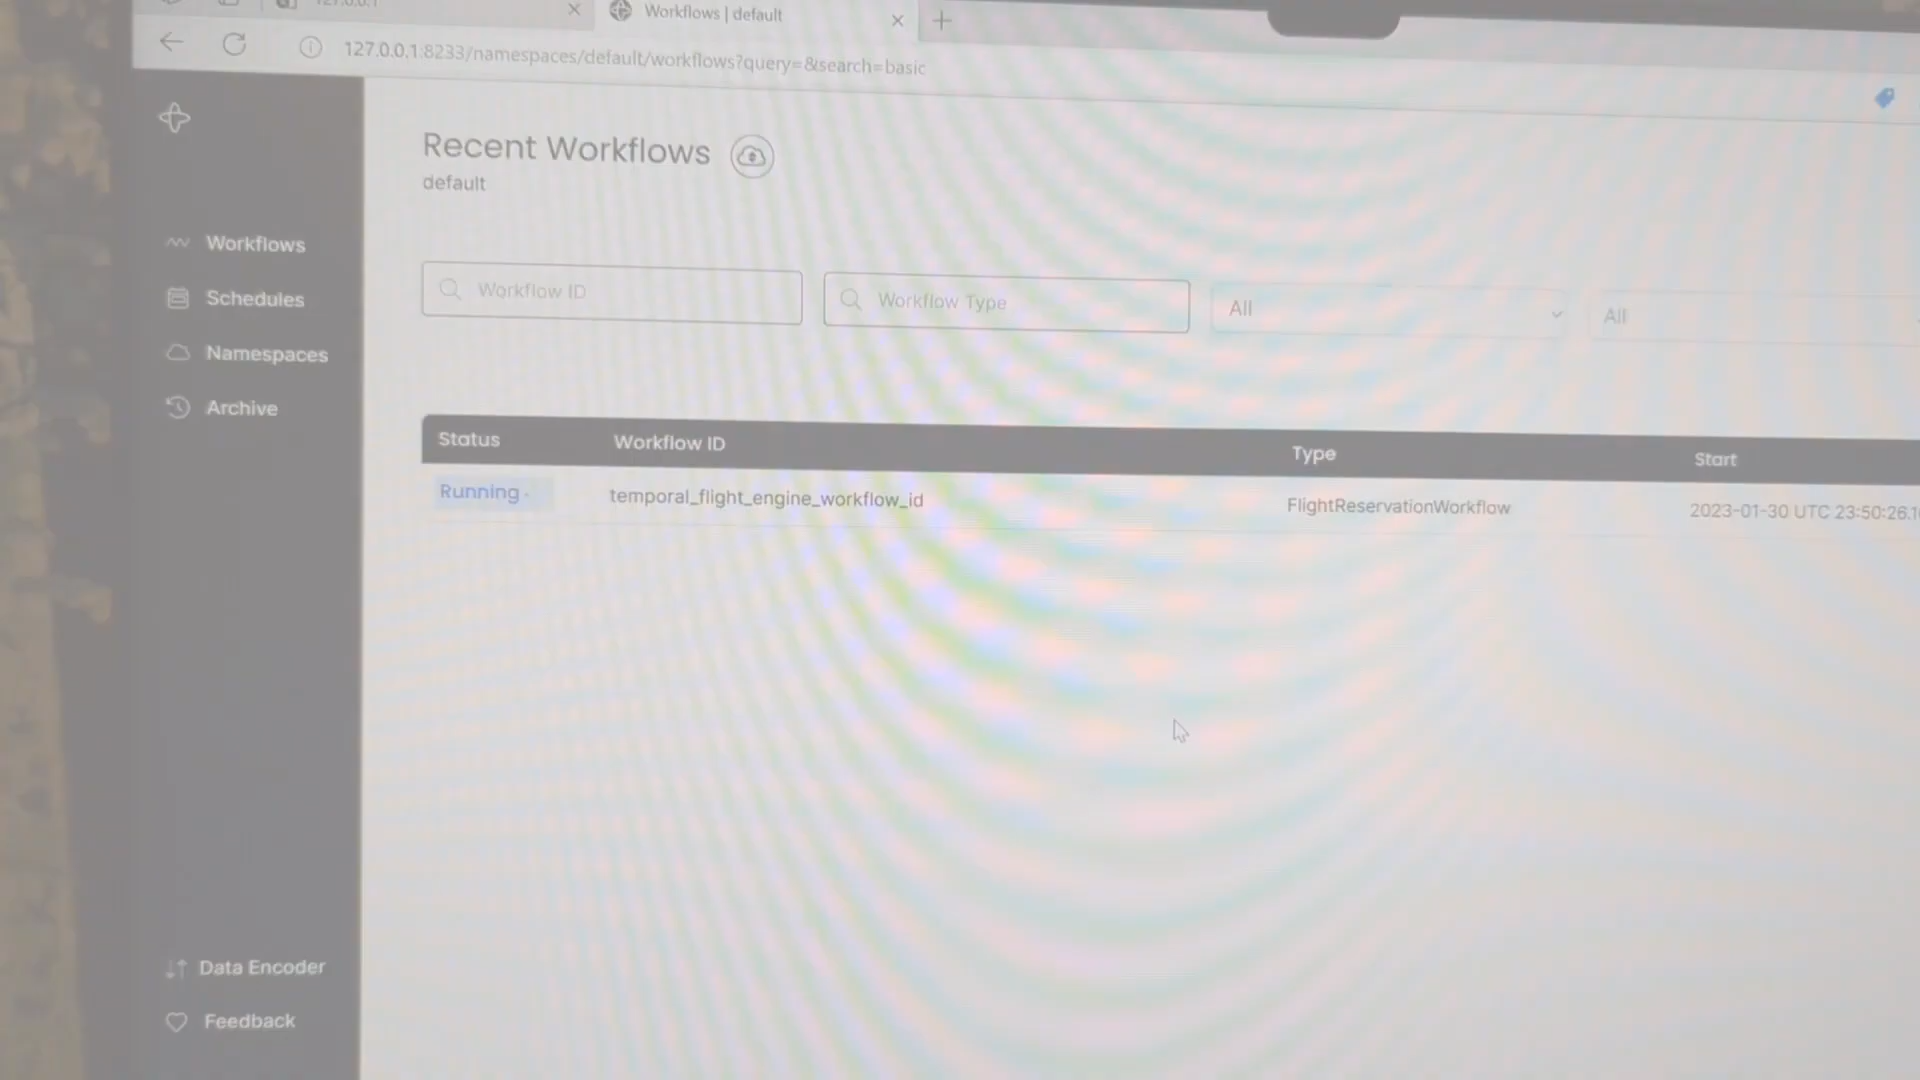 Workflows | default
127.0.0.1:8233/namespaces/default/workflows?query=&search=basic
Recent Workflows
default
Workflows
Schedules
Namespaces
Archive
Workflow ID
Workflow Type
All
All
Status
Workflow ID
Type
Start
Running
temporal_flight_engine_workflow_id
FlightReservationWorkflow
2023-01-30 UTC 23:50:26.1
Data Encoder
Feedback